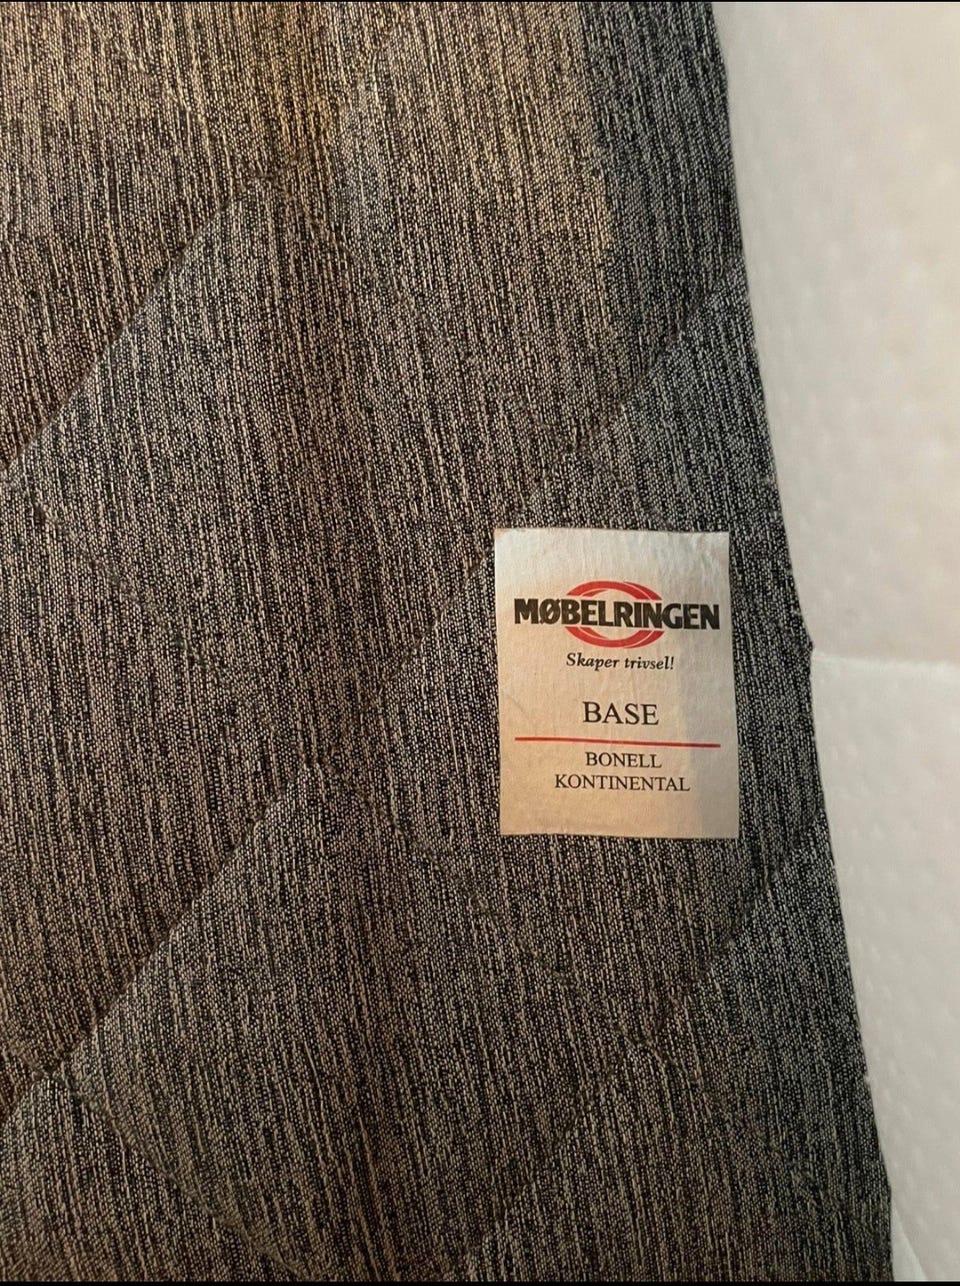 MØBELRINGEN
Skaper trivsel!
BASE
BONELL
KONTINENTAL